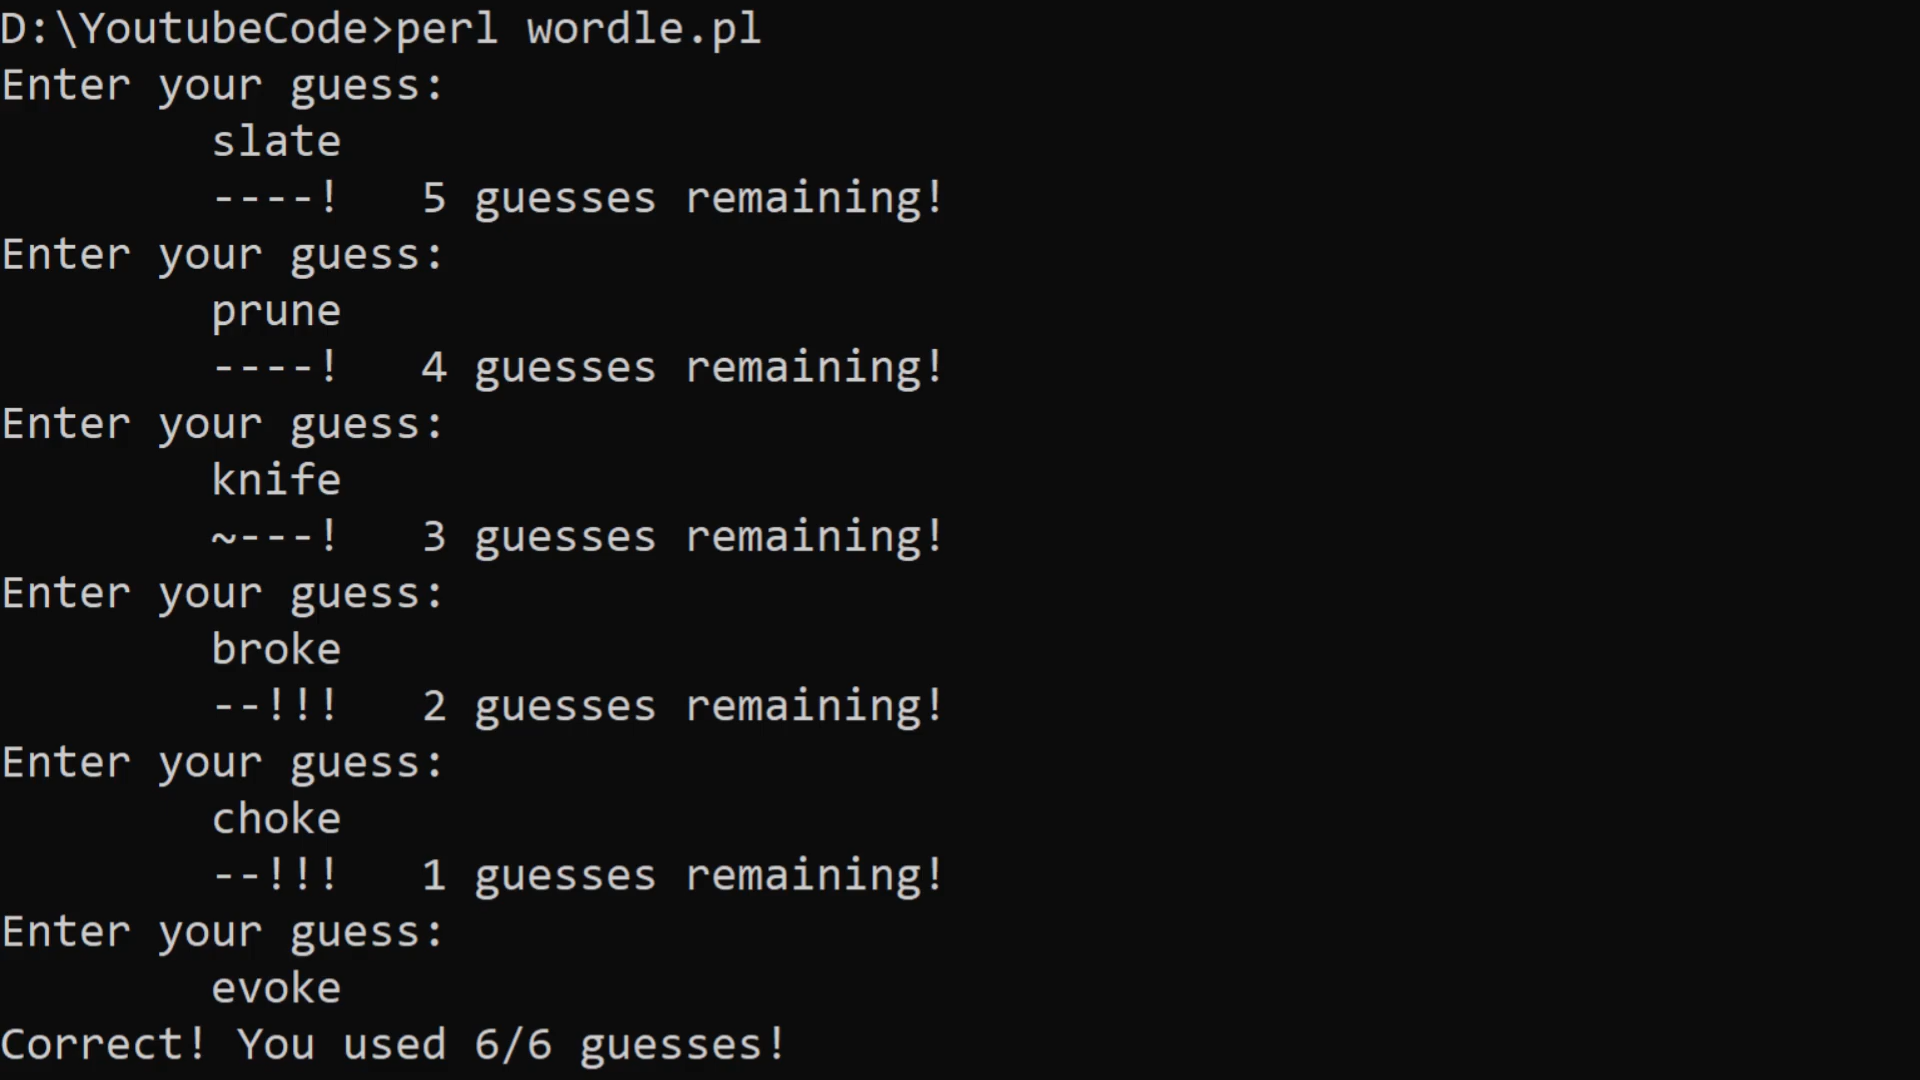 D:\YoutubeCode>perl wordle.pl
Enter your guess:
        slate
        ----!   5 guesses remaining!
Enter your guess:
        prune
        ----!   4 guesses remaining!
Enter your guess:
        knife
        ~---!   3 guesses remaining!
Enter your guess:
        broke
        --!!!   2 guesses remaining!
Enter your guess:
        choke
        --!!!   1 guesses remaining!
Enter your guess:
        evoke
Correct! You used 6/6 guesses!